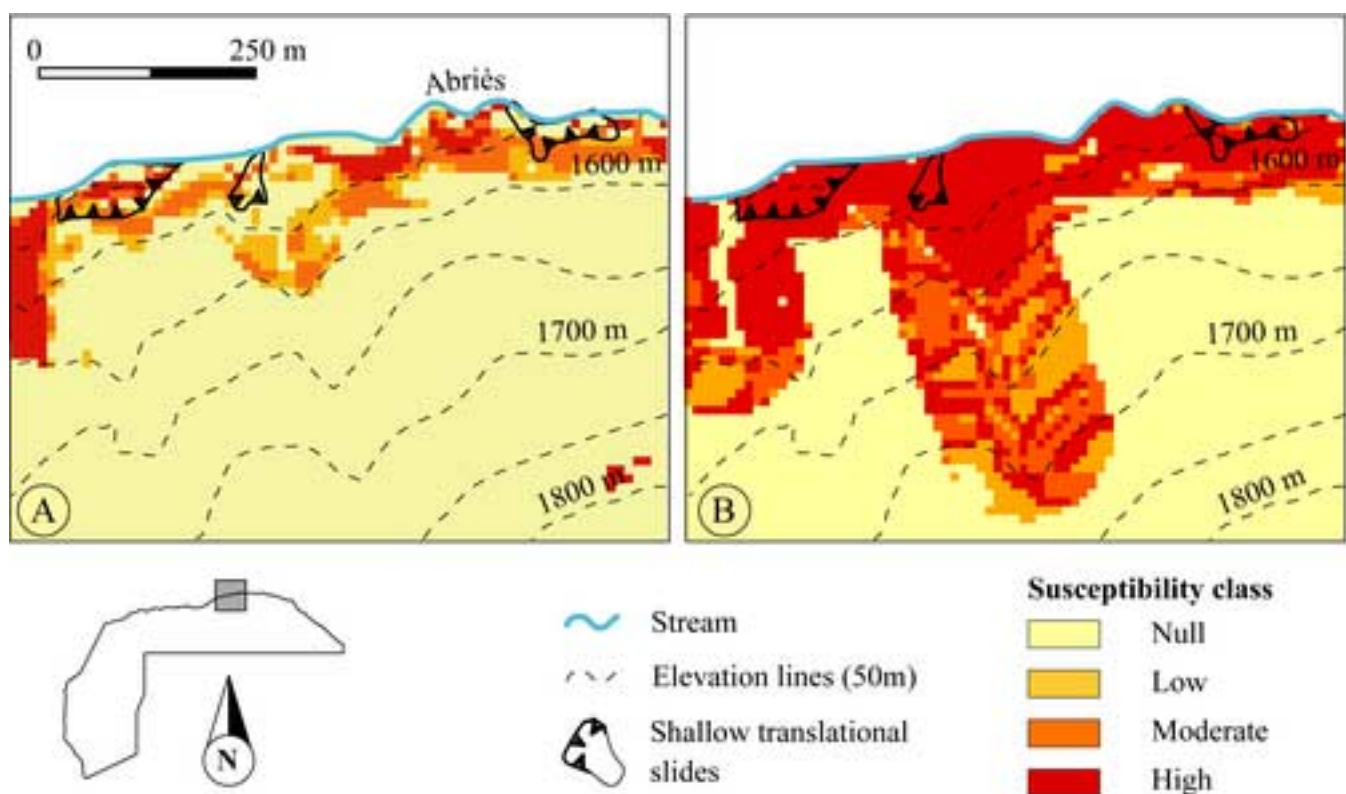 0 250 m
Abriès
1600 m
1700 m
1800 m
A
1600 m
1700 m
1800 m
B
N
Stream
Elevation lines (50m)
Shallow translational
slides
Susceptibility class
Null
Low
Moderate
High